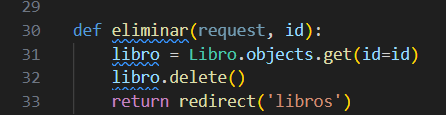 29
30 def eliminar(request, id):
31 libro = Libro.objects.get(id=id)
32 libro.delete()
33 return redirect('libros')